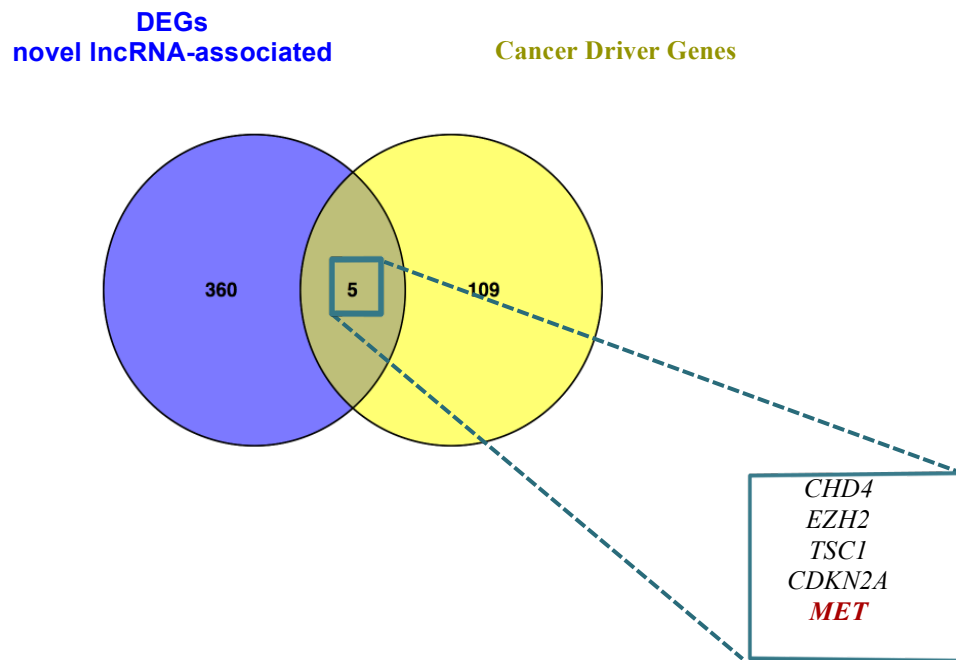 DEGs
novel lncRNA-associated
Cancer Driver Genes
360
5
109
CHD4
EZH2
TSC1
CDKN2A
MET